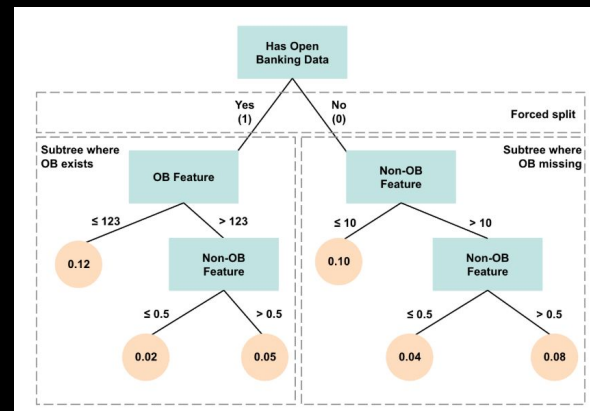 Has Open
Banking Data
Yes
(1)
No
(0)
Forced split
Subtree where
OB exists
Subtree where
OB missing
OB Feature
Non-OB
Feature
≤ 123
> 123
≤ 10
> 10
0.12
Non-OB
Feature
0.10
Non-OB
Feature
≤ 0.5
> 0.5
≤ 0.5
> 0.5
0.02
0.05
0.04
0.08